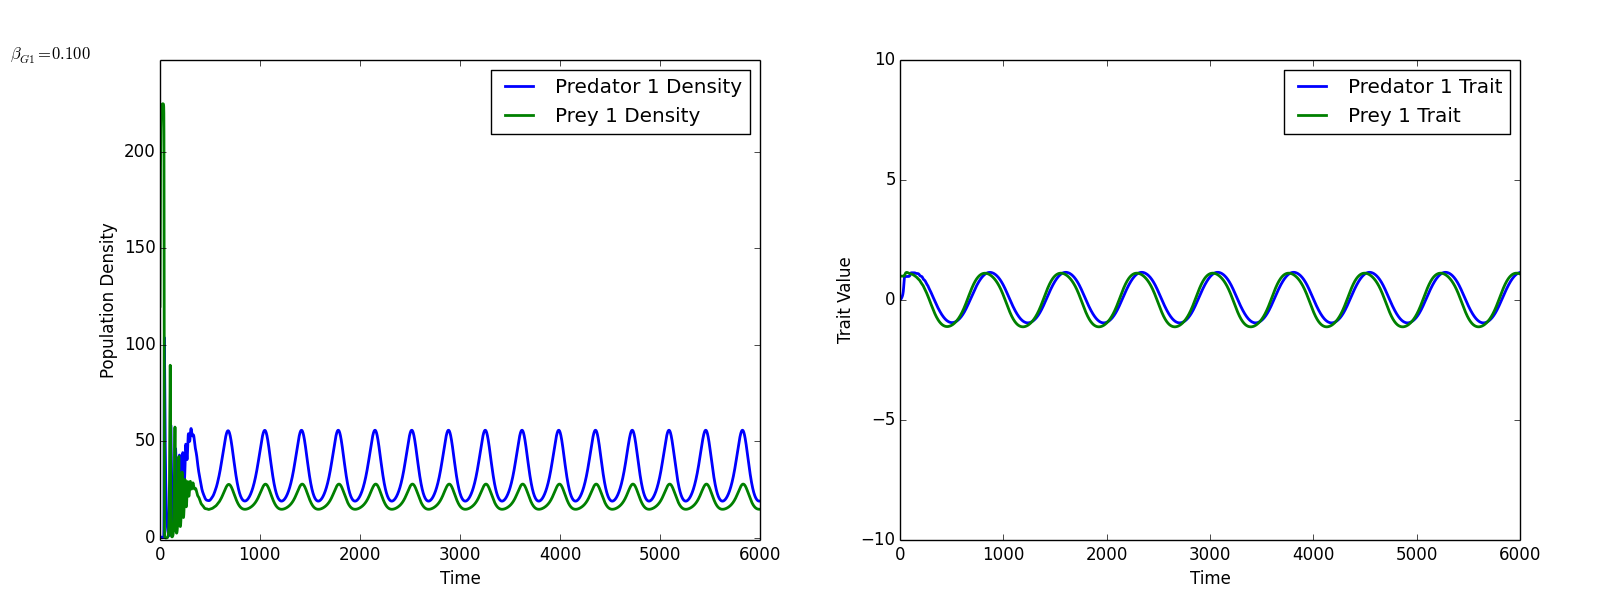 β_G1=0.100
Predator 1 Density
Prey 1 Density
Population Density
200
150
100
50
0
0 1000 2000 3000 4000 5000 6000
Time
Predator 1 Trait
Prey 1 Trait
Trait Value
10
5
0
−5
−10
0 1000 2000 3000 4000 5000 6000
Time